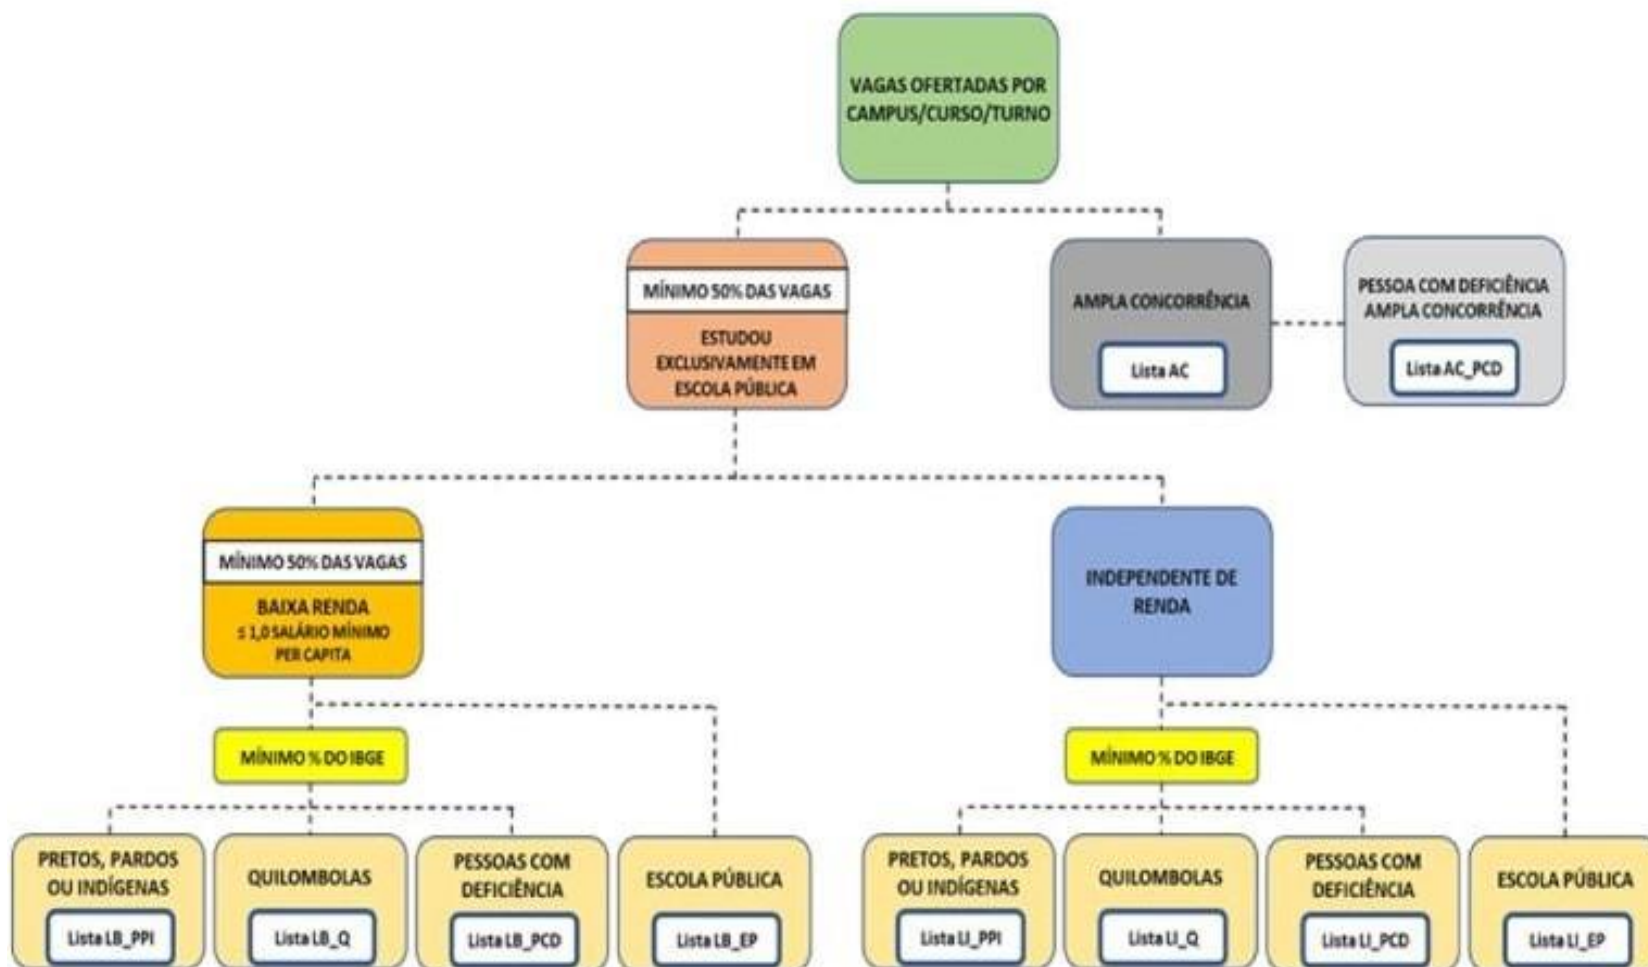 VAGAS OFERTADAS POR
CAMPUS/CURSO/TURNO
MÍNIMO 50% DAS VAGAS
ESTUDOU
EXCLUSIVAMENTE EM
ESCOLA PÚBLICA
AMPLA CONCORRÊNCIA
Lista AC
PESSOA COM DEFICIÊNCIA
AMPLA CONCORRÊNCIA
Lista AC_PCD
MÍNIMO 50% DAS VAGAS
BAIXA RENDA
≤ 1,0 SALÁRIO MÍNIMO
PER CAPITA
INDEPENDENTE DE
RENDA
MÍNIMO % DO IBGE
MÍNIMO % DO IBGE
PRETOS, PARDOS
OU INDÍGENAS
Lista LB_PPI
QUILOMBOLAS
Lista LB_Q
PESSOAS COM
DEFICIÊNCIA
Lista LB_PCD
ESCOLA PÚBLICA
Lista LB_EP
PRETOS, PARDOS
OU INDÍGENAS
Lista LI_PPI
QUILOMBOLAS
Lista LI_Q
PESSOAS COM
DEFICIÊNCIA
Lista LI_PCD
ESCOLA PÚBLICA
Lista LI_EP